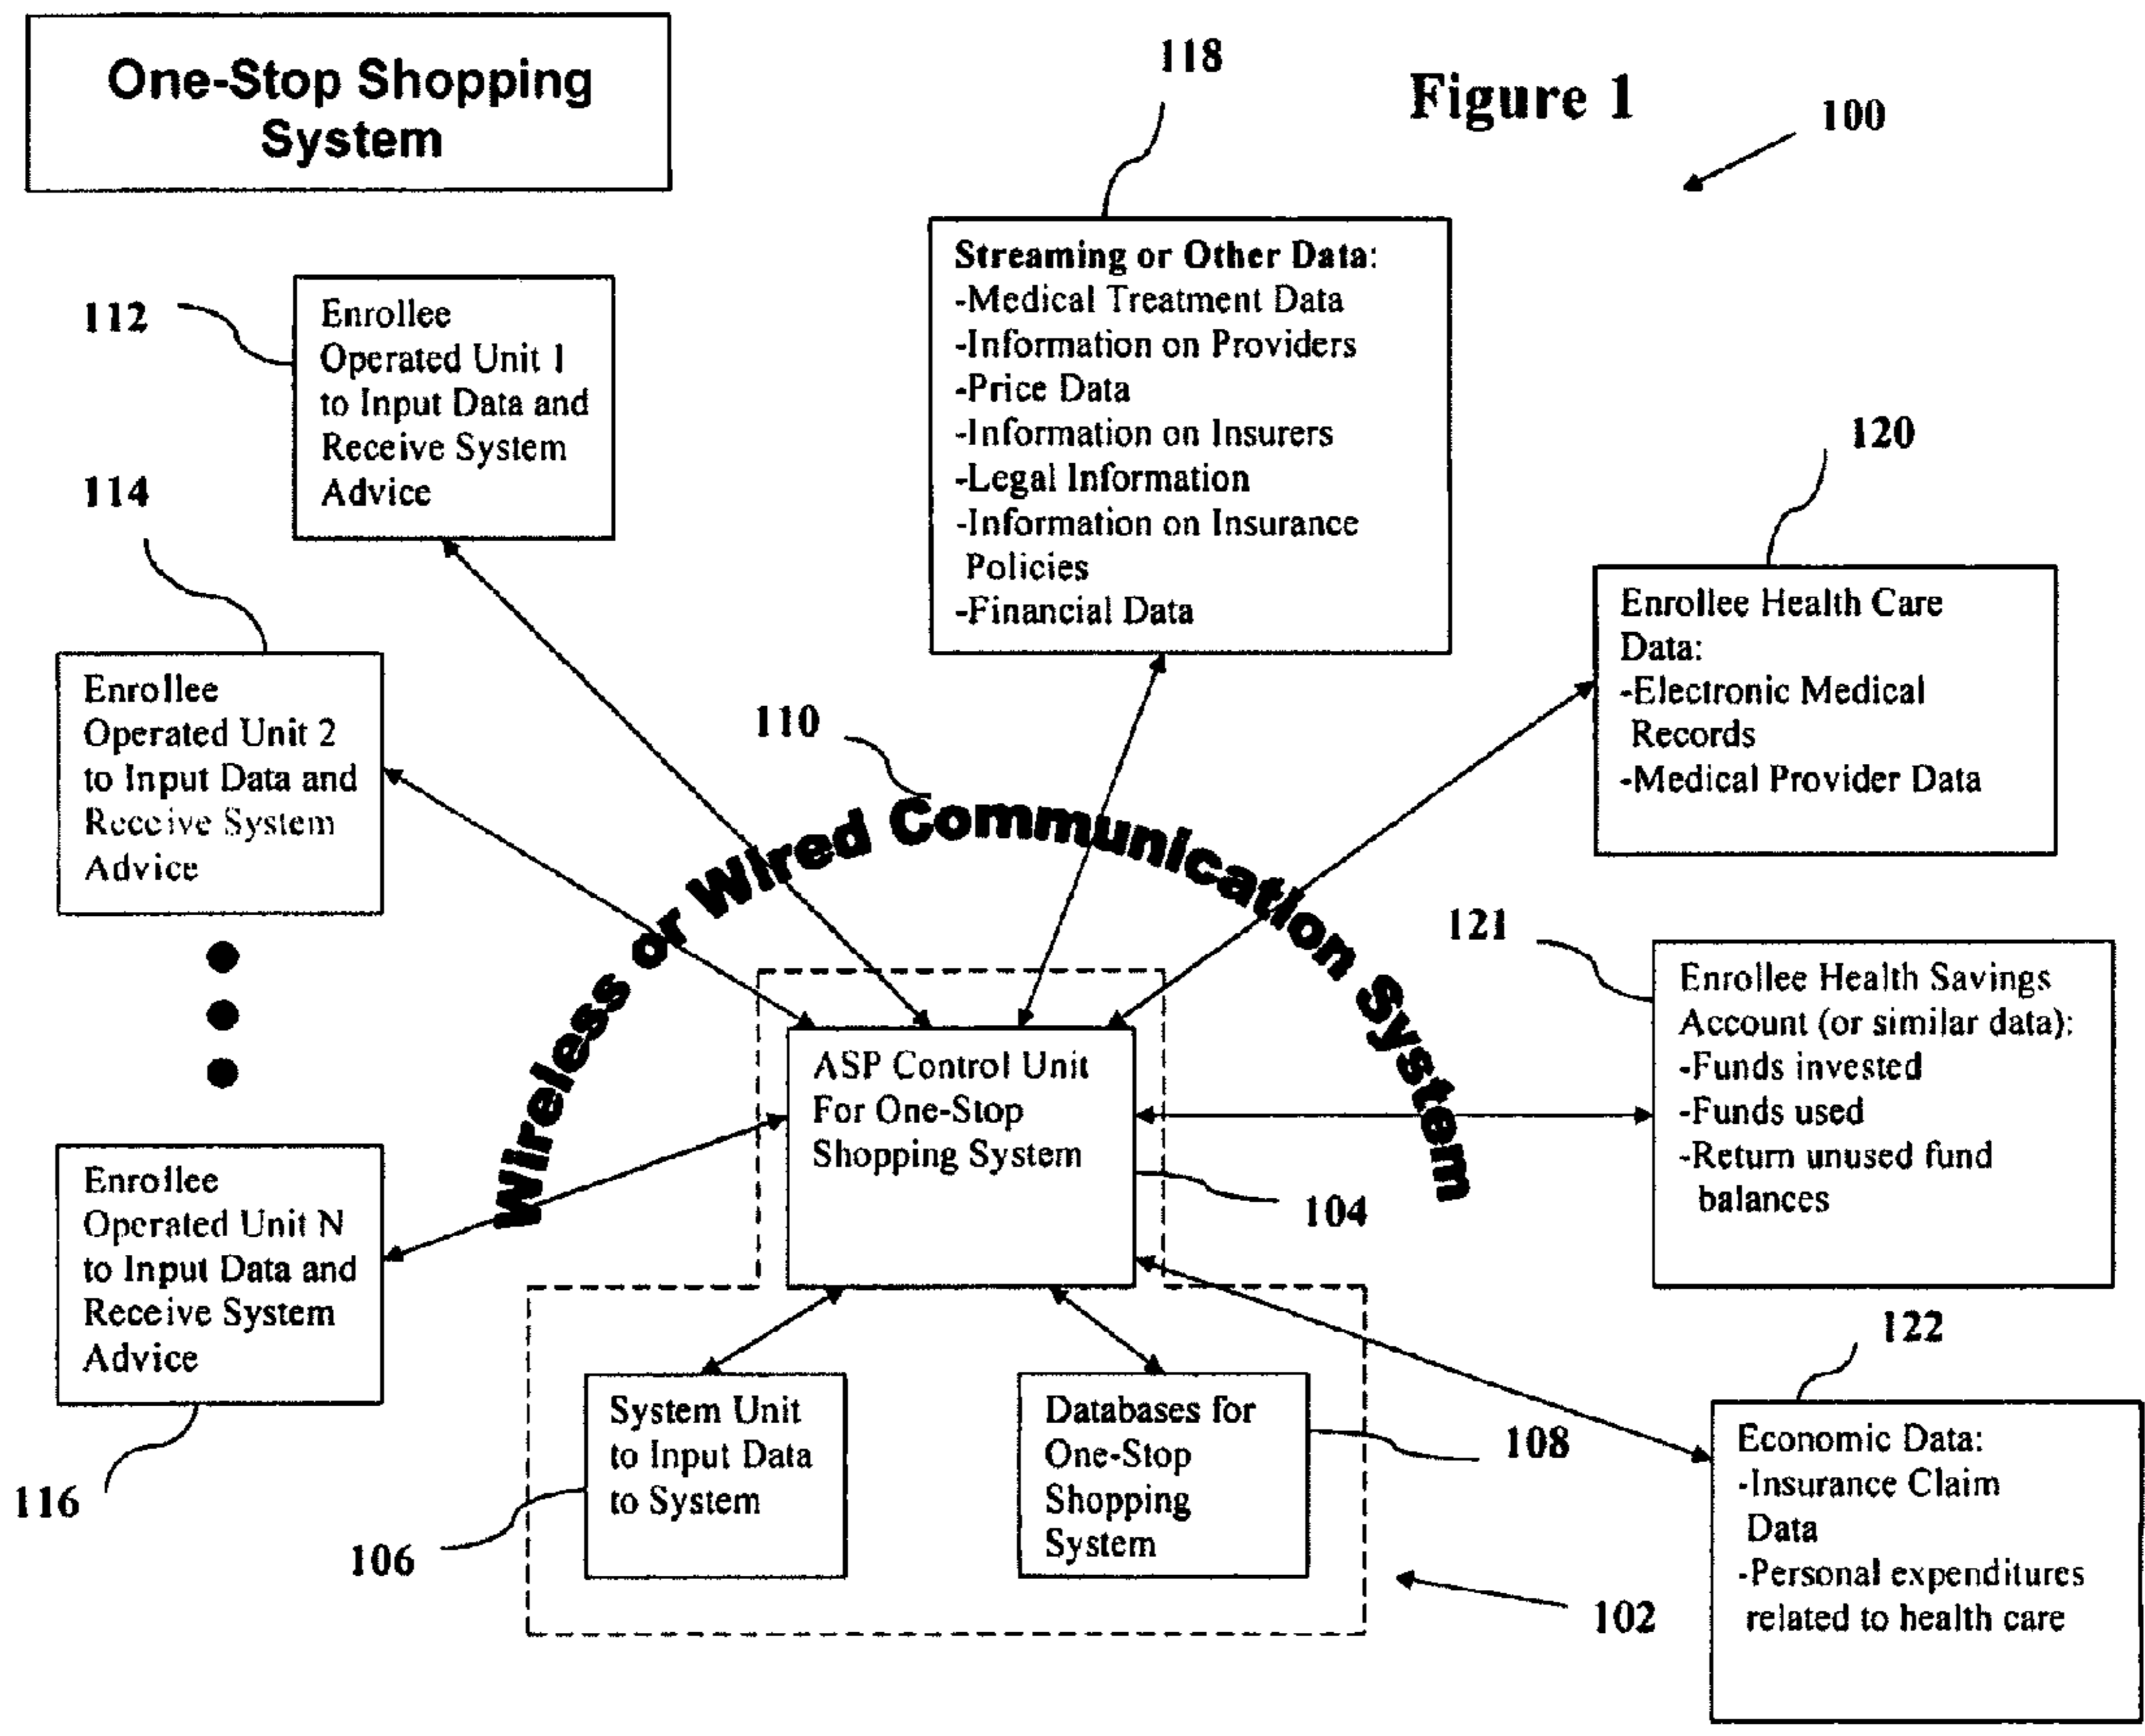 One-Stop Shopping
System
Figure 1
100
118
Streaming or Other Data:
-Medical Treatment Data
-Information on Providers
-Price Data
-Information on Insurers
-Legal Information
-Information on Insurance
Policies
-Financial Data
112
Enrollee
Operated Unit 1
to Input Data and
Receive System
Advice
114
Enrollee
Operated Unit 2
to Input Data and
Receive System
Advice
120
Enrollee Health Care
Data:
-Electronic Medical
Records
-Medical Provider Data
110
Wireless or Wired Communication System
121
Enrollee Health Savings
Account (or similar data):
-Funds invested
-Funds used
-Return unused fund
balances
ASP Control Unit
For One-Stop
Shopping System
104
Enrollee
Operated Unit N
to Input Data and
Receive System
Advice
116
System Unit
to Input Data
to System
106
Databases for
One-Stop
Shopping
System
108
102
122
Economic Data:
-Insurance Claim
Data
-Personal expenditures
related to health care